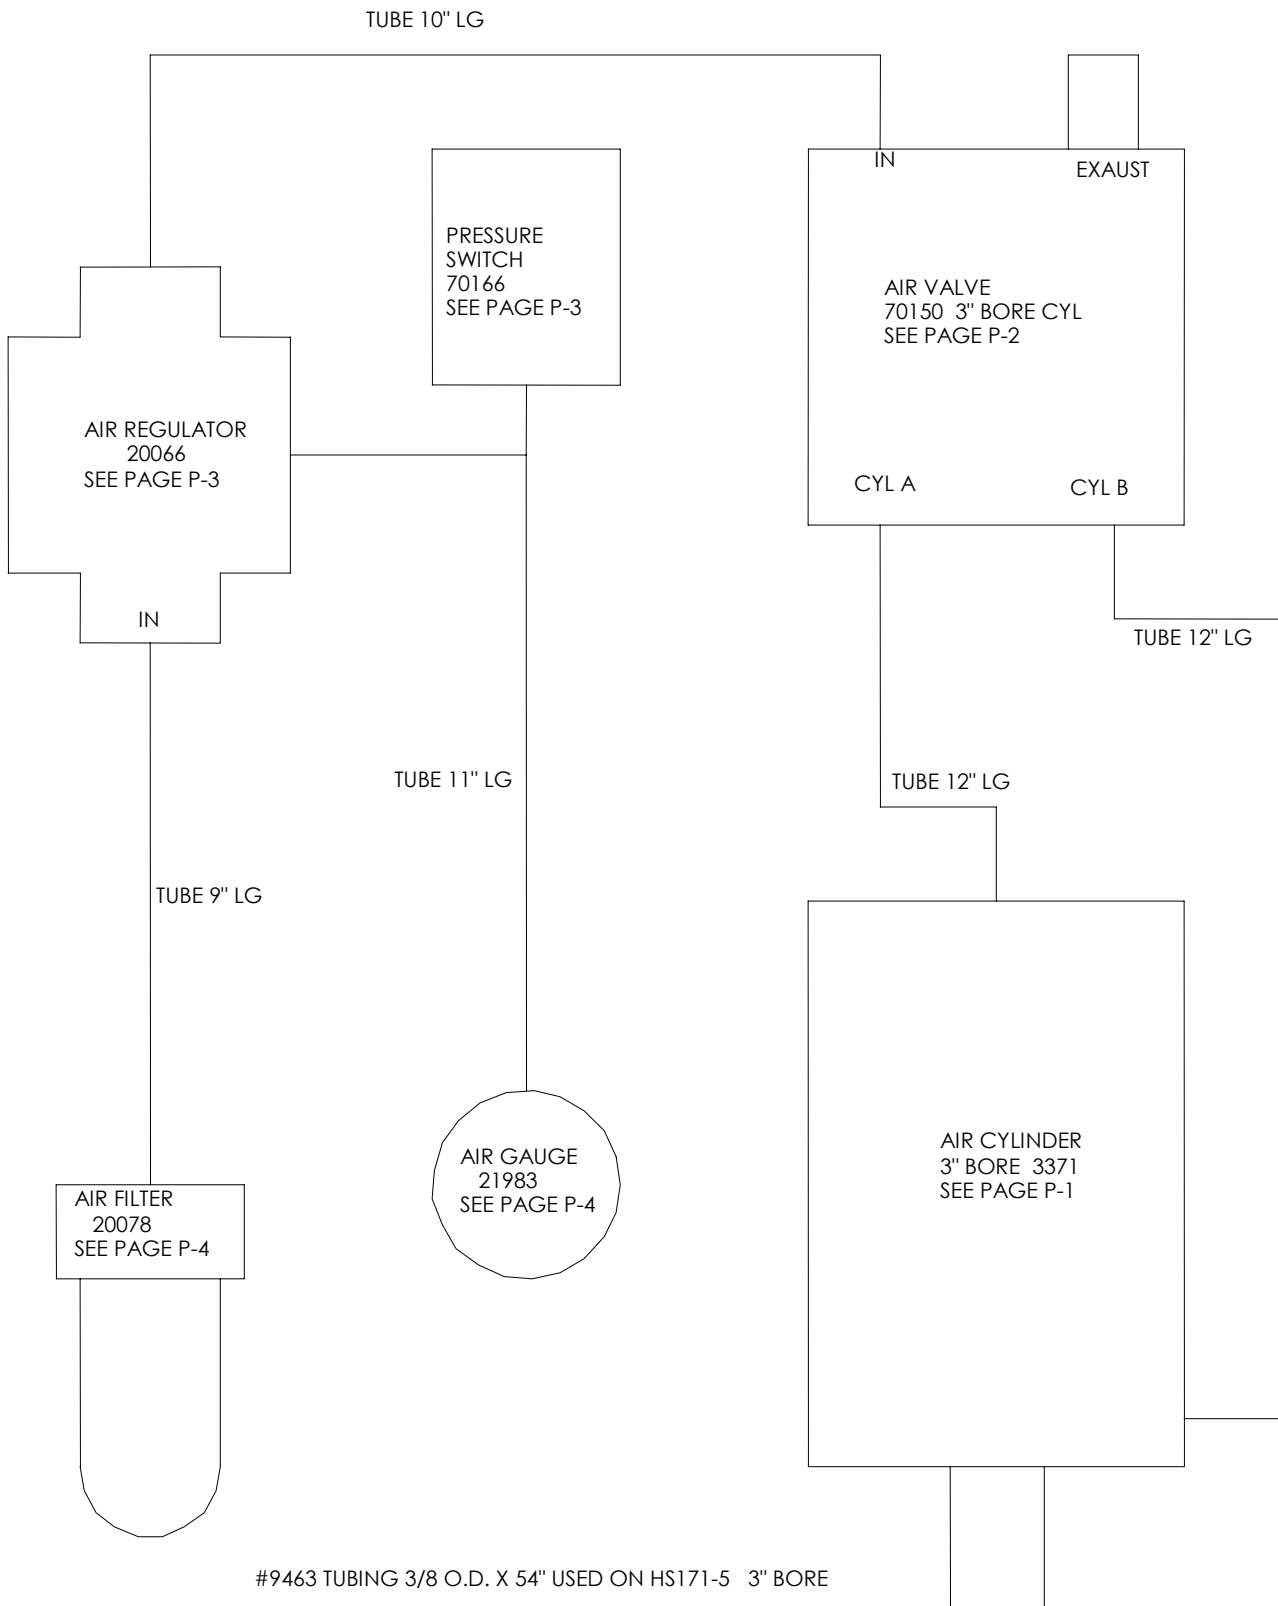 TUBE 10" LG
IN
EXAUST
PRESSURE
SWITCH
70166
SEE PAGE P-3
AIR VALVE
70150 3" BORE CYL
SEE PAGE P-2
AIR REGULATOR
20066
SEE PAGE P-3
CYL A
CYL B
IN
TUBE 12" LG
TUBE 11" LG
TUBE 12" LG
TUBE 9" LG
AIR CYLINDER
3" BORE 3371
SEE PAGE P-1
AIR GAUGE
21983
SEE PAGE P-4
AIR FILTER
20078
SEE PAGE P-4
#9463 TUBING 3/8 O.D. X 54" USED ON HS171-5 3" BORE